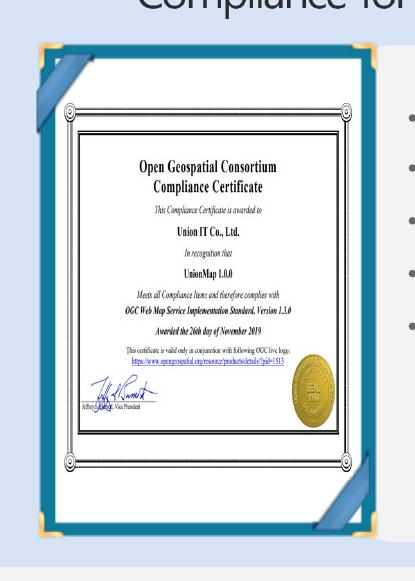 Compliance for
Open Geospatial Consortium
Compliance Certificate
This Compliance Certificate is awarded to
Union IT Co., Ltd.
In recognition that
UnionMap 1.0.0
Meets all Compliance Items and therefore complies with
OGC Web Map Service Implementation Standard, Version 1.3.0
Awarded the 26th day of November 2019
This certificate is valid only in conjunction with following OGC live logo:
https://www.opengeospatial.org/resource/products/details/?pid=1513
Vice President
SEAL
1994